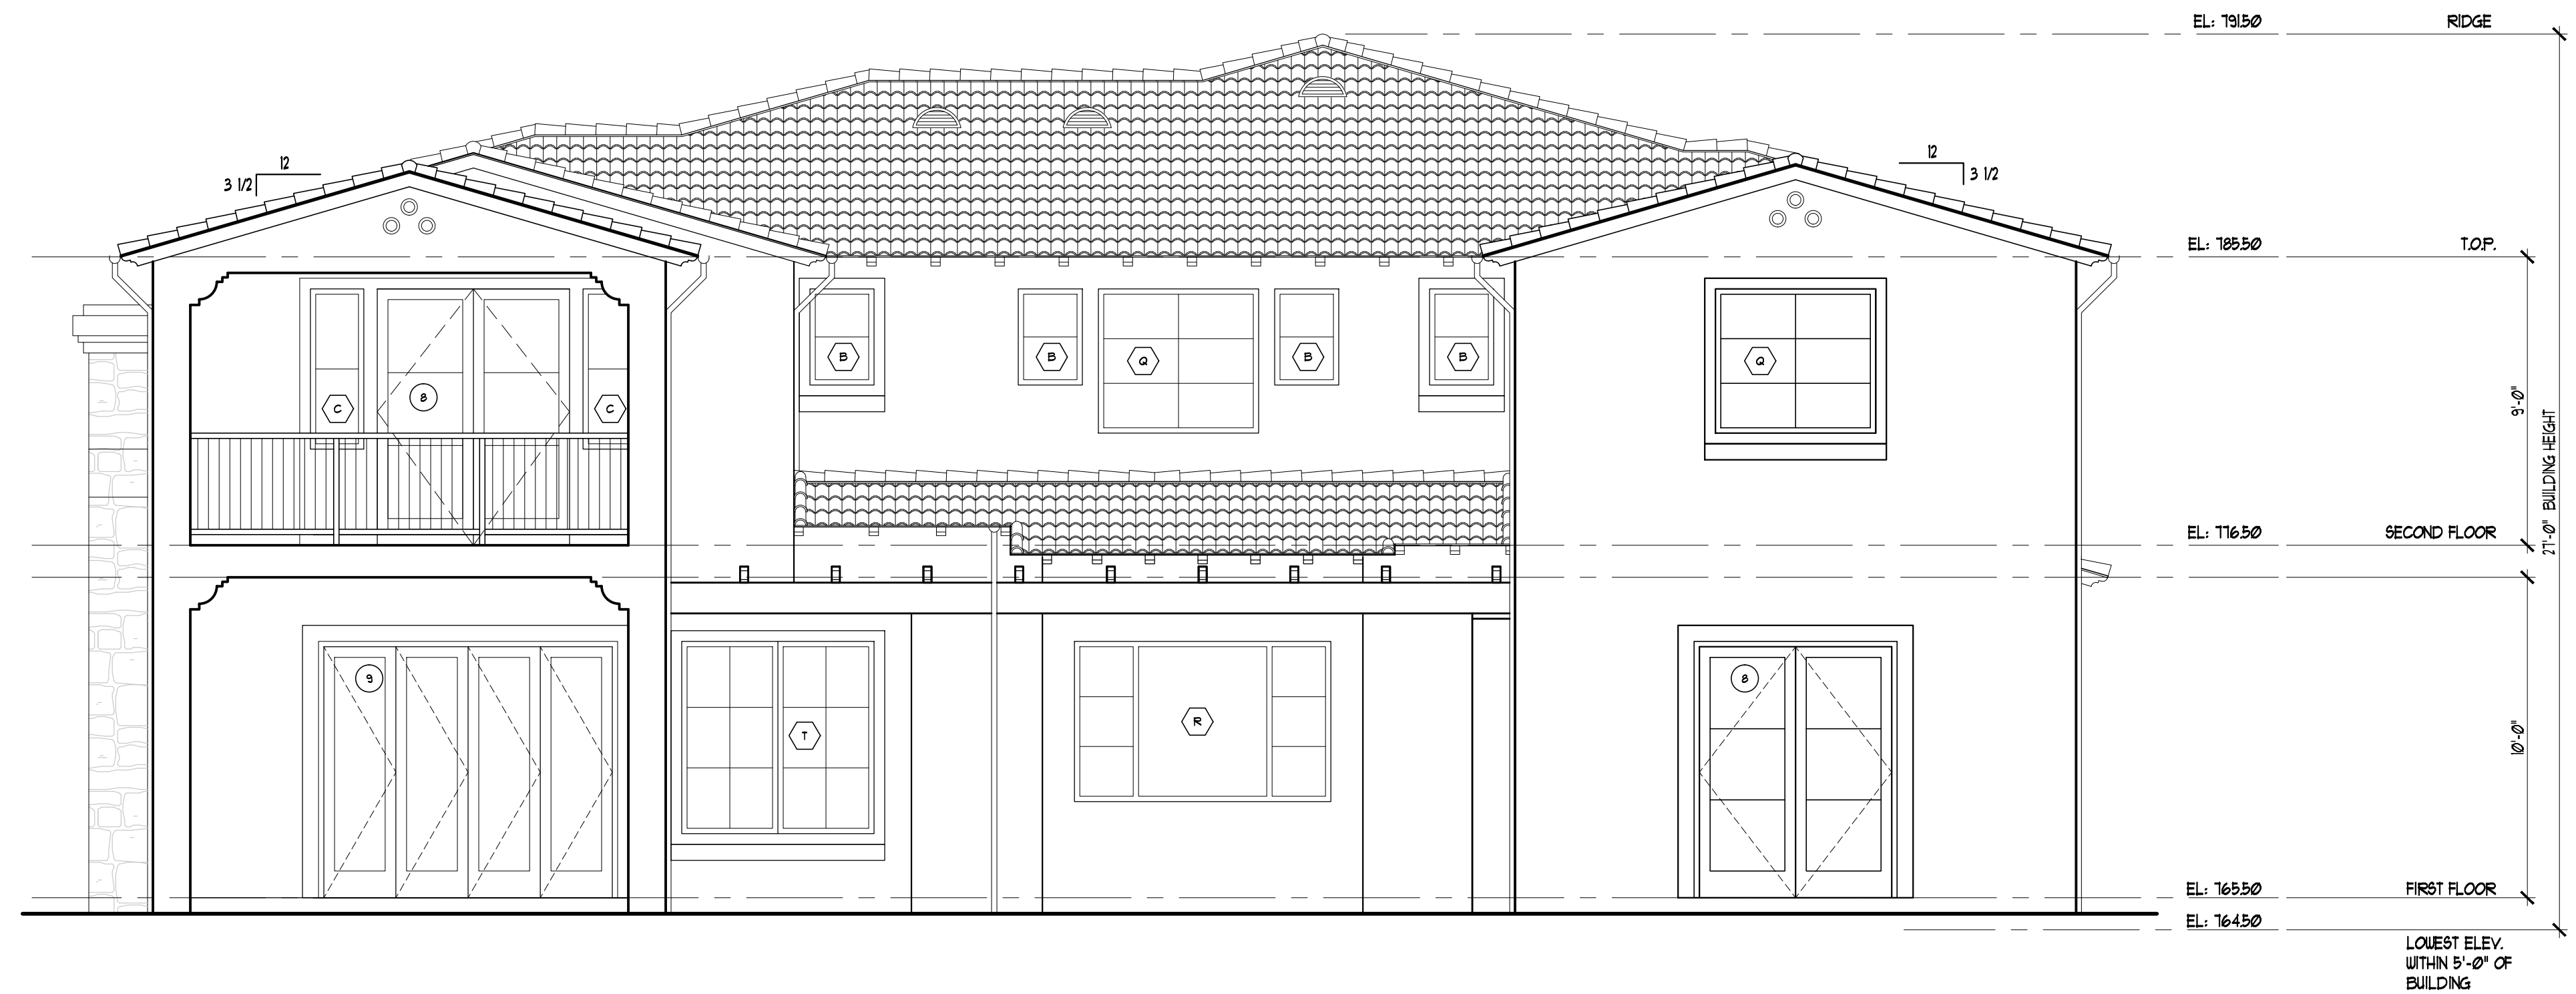 EL: 791.50 RIDGE
12
3 1/2
12
3 1/2
EL: 785.50 T.O.P.
B
B
Q
B
B
Q
C
8
C
9'-0"
27'-0" BUILDING HEIGHT
EL: 776.50 SECOND FLOOR
9
8
R
T
10'-0"
EL: 765.50 FIRST FLOOR
EL: 764.50
LOWEST ELEV.
WITHIN 5'-0" OF
BUILDING